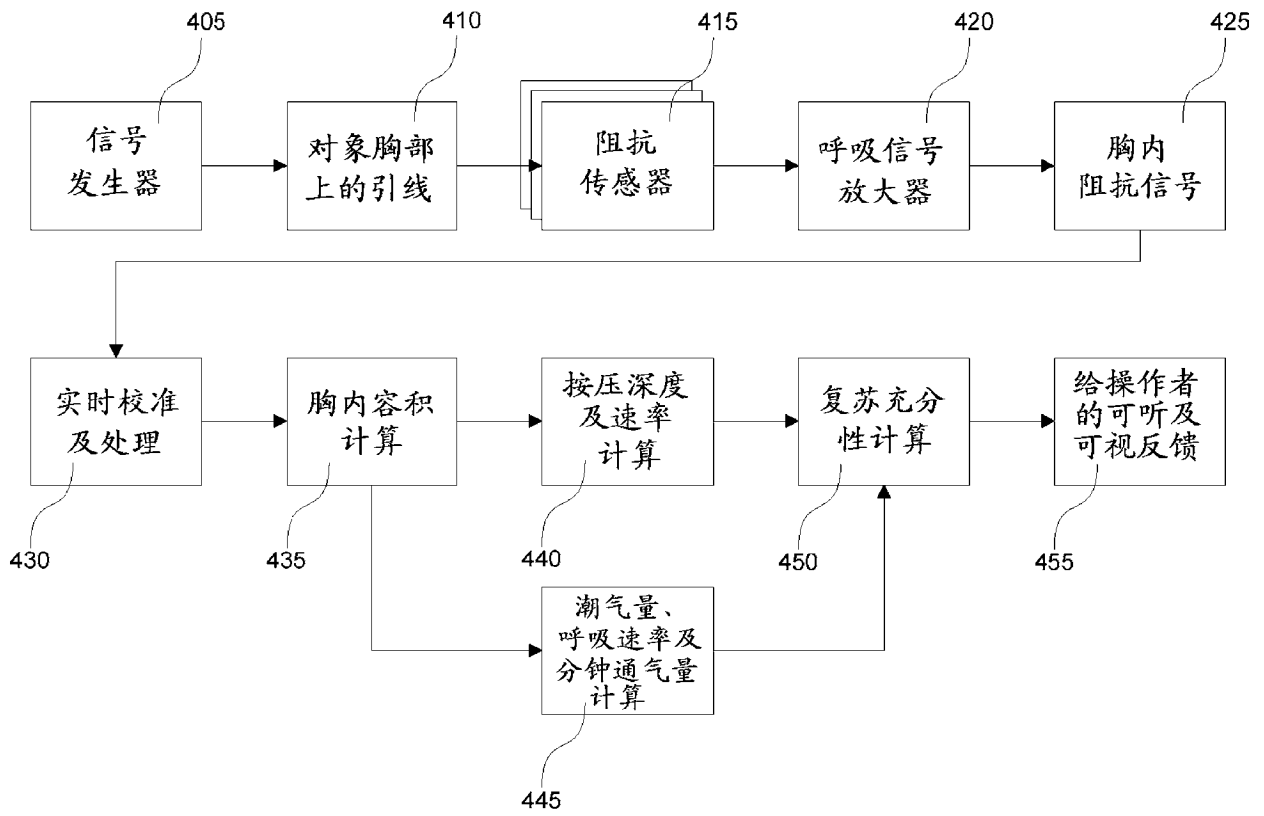 405
410
415
420
425
信号
发生器
对象胸部
上的引线
阻抗
传感器
呼吸信号
放大器
胸内
阻抗信号
实时校准
及处理
胸内容积
计算
按压深度
及速率
计算
复苏充分
性计算
给操作者
的可听及
可视反馈
430
435
440
450
455
潮气量、
呼吸速率及
分钟通气量
计算
445